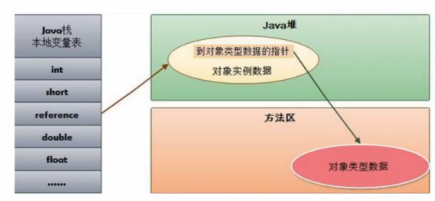 Java栈
本地变量表
int
short
reference
double
float
......
Java堆
到对象类型数据的指针
对象实例数据
方法区
对象类型数据